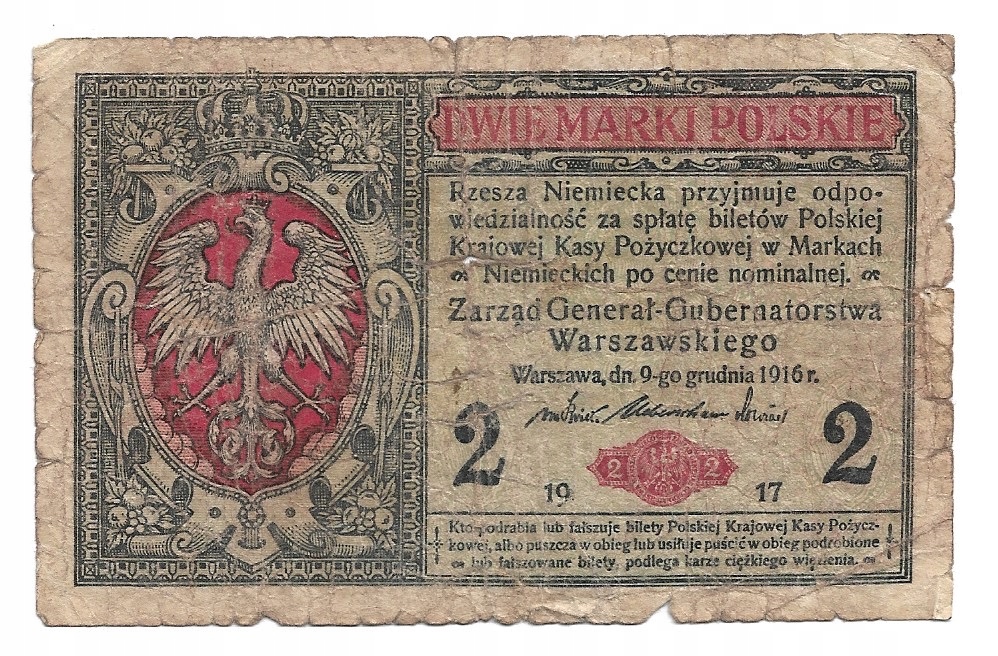 DWIE MARKI POLSKIE
Rzesza Niemiecka przyjmuje odpo-
wiedzialność za spłatę biletów Polskiej
Krajowej Kasy Pożyczkowej w Markach
Niemieckich po cenie nominalnej.
Zarząd Generał-Gubernatorstwa
Warszawskiego
Warszawa, dn. 9-go grudnia 1916 r.
2 2
2 2
19 17
Kto podrabia lub fałszuje bilety Polskiej Krajowej Kasy Pożycz-
kowej, albo puszcza w obieg lub usiłuje puścić w obieg podrobione
lub fałszowane bilety, podlega karze ciężkiego więzienia.